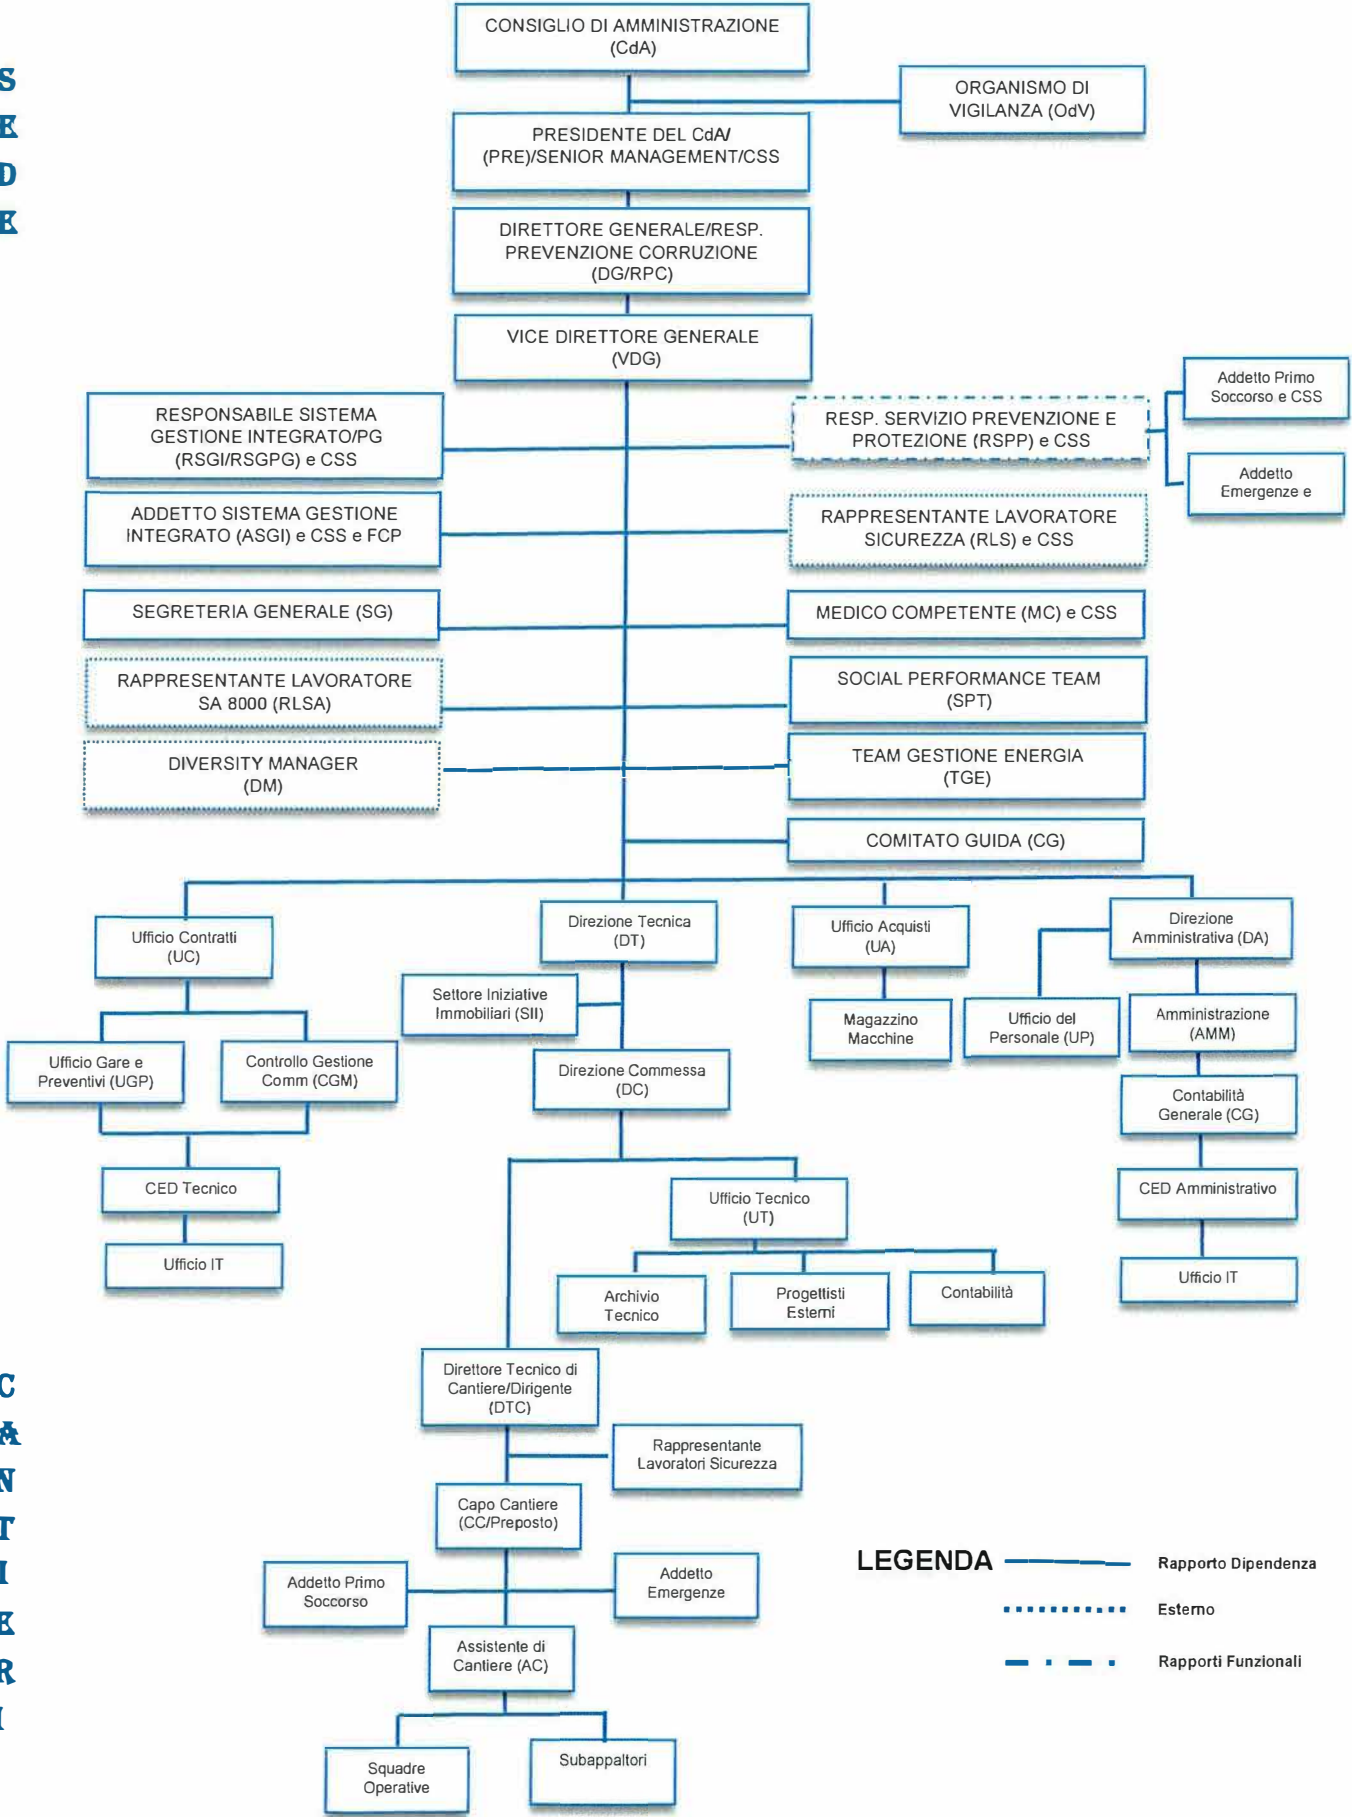 CONSIGLIO DI AMMINISTRAZIONE
(CdA)
S
E
D
E
ORGANISMO DI
VIGILANZA (OdV)
PRESIDENTE DEL CdA/
(PRE)/SENIOR MANAGEMENT/CSS
DIRETTORE GENERALE/RESP.
PREVENZIONE CORRUZIONE
(DG/RPC)
VICE DIRETTORE GENERALE
(VDG)
RESPONSABILE SISTEMA
GESTIONE INTEGRATO/PG
(RSGI/RSGPG) e CSS
RESP. SERVIZIO PREVENZIONE E
PROTEZIONE (RSPP) e CSS
Addetto Primo
Soccorso e CSS
Addetto
Emergenze e
ADDETTO SISTEMA GESTIONE
INTEGRATO (ASGI) e CSS e FCP
RAPPRESENTANTE LAVORATORE
SICUREZZA (RLS) e CSS
SEGRETERIA GENERALE (SG)
MEDICO COMPETENTE (MC) e CSS
RAPPRESENTANTE LAVORATORE
SA 8000 (RLSA)
SOCIAL PERFORMANCE TEAM
(SPT)
DIVERSITY MANAGER
(DM)
TEAM GESTIONE ENERGIA
(TGE)
COMITATO GUIDA (CG)
Ufficio Contratti
(UC)
Direzione Tecnica
(DT)
Ufficio Acquisti
(UA)
Direzione
Amministrativa (DA)
Settore Iniziative
Immobiliari (SII)
Magazzino
Macchine
Ufficio del
Personale (UP)
Amministrazione
(AMM)
Ufficio Gare e
Preventivi (UGP)
Controllo Gestione
Comm (CGM)
Direzione Commessa
(DC)
Contabilità
Generale (CG)
CED Tecnico
Ufficio Tecnico
(UT)
CED Amministrativo
Ufficio IT
Archivio
Tecnico
Progettisti
Esterni
Contabilità
Ufficio IT
Direttore Tecnico di
Cantiere/Dirigente
(DTC)
C
A
N
T
I
E
R
I
Rappresentante
Lavoratori Sicurezza
Capo Cantiere
(CC/Preposto)
Addetto Primo
Soccorso
Addetto
Emergenze
Assistente di
Cantiere (AC)
Squadre
Operative
Subappaltori
LEGENDA
Rapporto Dipendenza
Esterno
Rapporti Funzionali